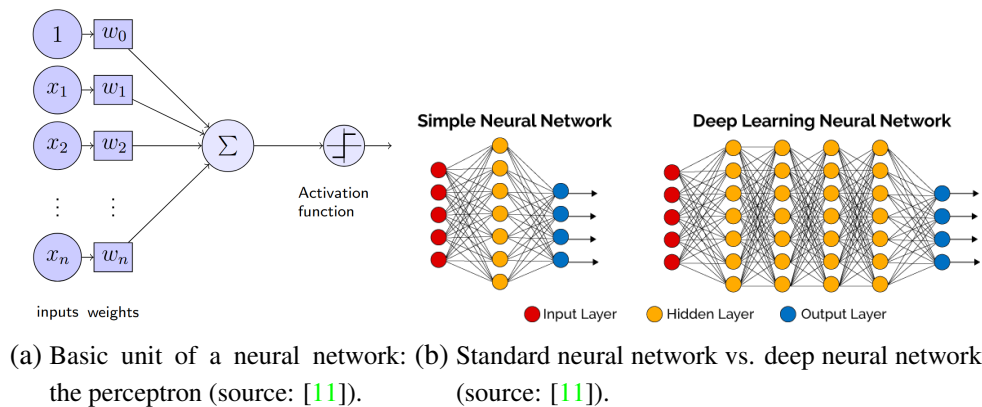 1 w₀
x₁ w₁
x₂ w₂
⋮ ⋮
xₙ wₙ
Σ
Activation
function
inputs weights
Simple Neural Network
Deep Learning Neural Network
Input Layer Hidden Layer Output Layer
(a) Basic unit of a neural network:
the perceptron (source: [11]).
(b) Standard neural network vs. deep neural network
(source: [11]).